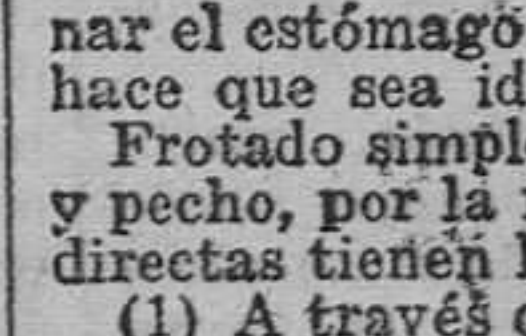 nar el estómago
hace que sea id
Frotado simpl
y pecho, por la
directas tienen
(1) A través